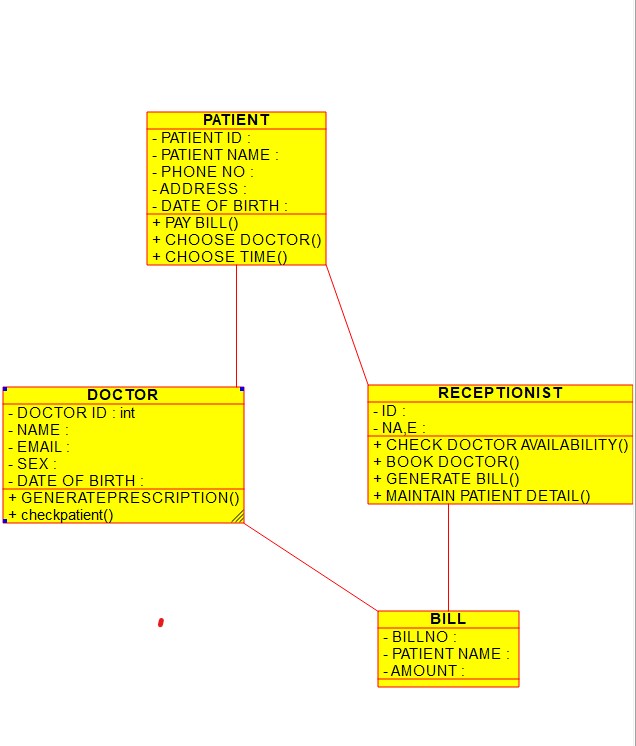 PATIENT
- PATIENT ID :
- PATIENT NAME :
- PHONE NO :
- ADDRESS :
- DATE OF BIRTH :
+ PAY BILL()
+ CHOOSE DOCTOR()
+ CHOOSE TIME()
DOCTOR
- DOCTOR ID : int
- NAME :
- EMAIL :
- SEX :
- DATE OF BIRTH :
+ GENERATEPRESCRIPTION()
+ checkpatient()
RECEPTIONIST
- ID :
- NA,E :
+ CHECK DOCTOR AVAILABILITY()
+ BOOK DOCTOR()
+ GENERATE BILL()
+ MAINTAIN PATIENT DETAIL()
BILL
- BILLNO :
- PATIENT NAME :
- AMOUNT :